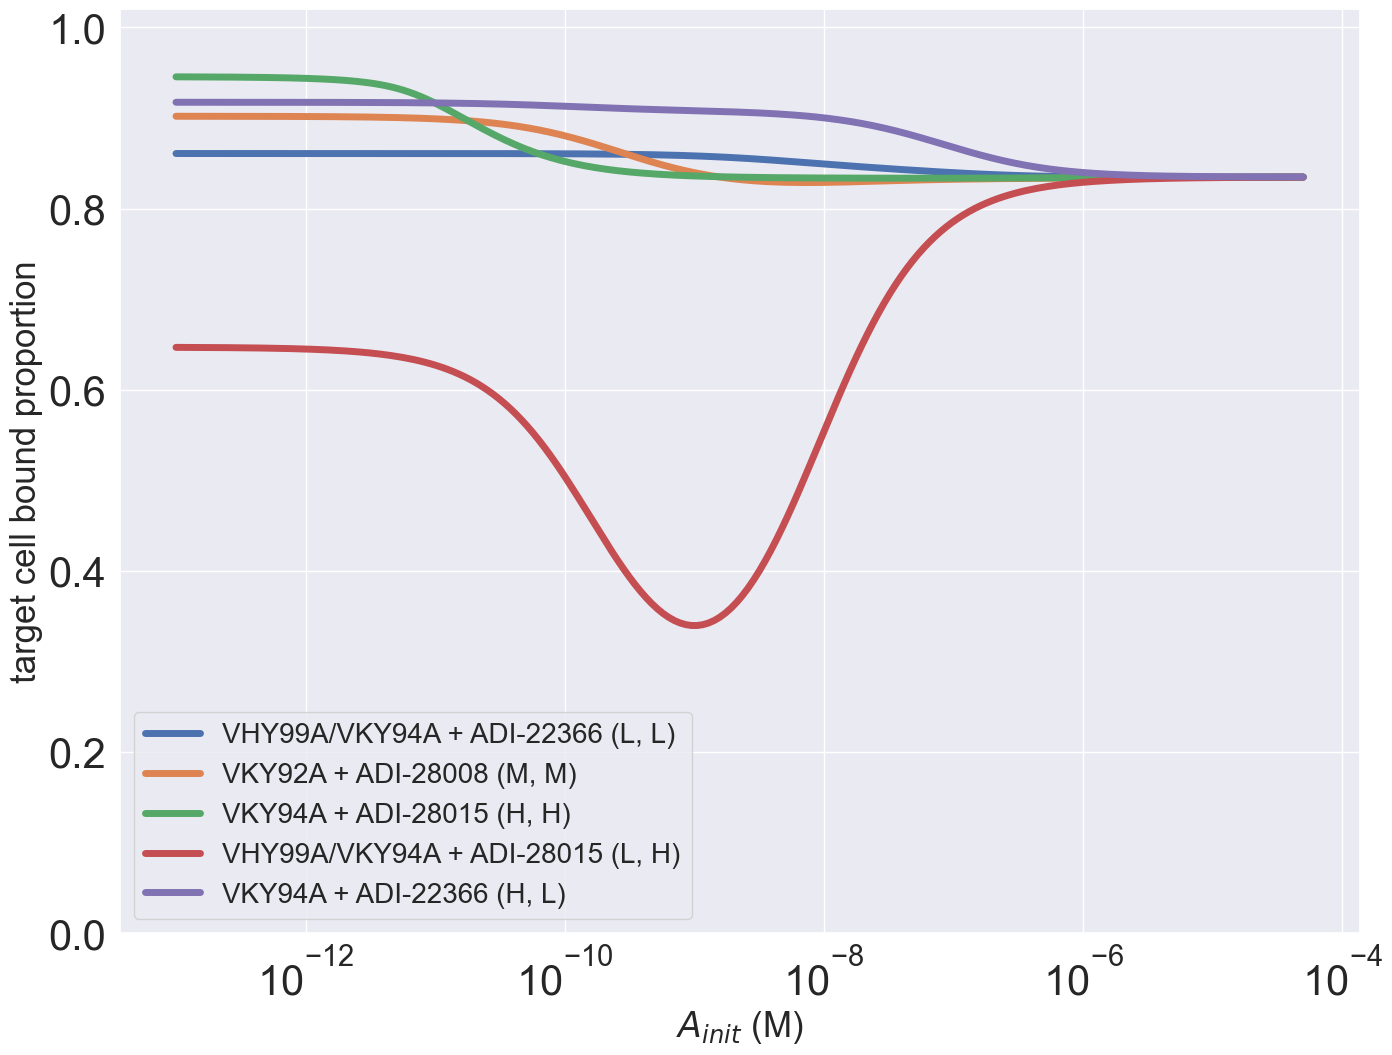 1.0
0.8
0.6
0.4
0.2
0.0
target cell bound proportion
VHY99A/VKY94A + ADI-22366 (L, L)
VKY92A + ADI-28008 (M, M)
VKY94A + ADI-28015 (H, H)
VHY99A/VKY94A + ADI-28015 (L, H)
VKY94A + ADI-22366 (H, L)
10⁻¹² 10⁻¹⁰ 10⁻⁸ 10⁻⁶ 10⁻⁴
A_init (M)